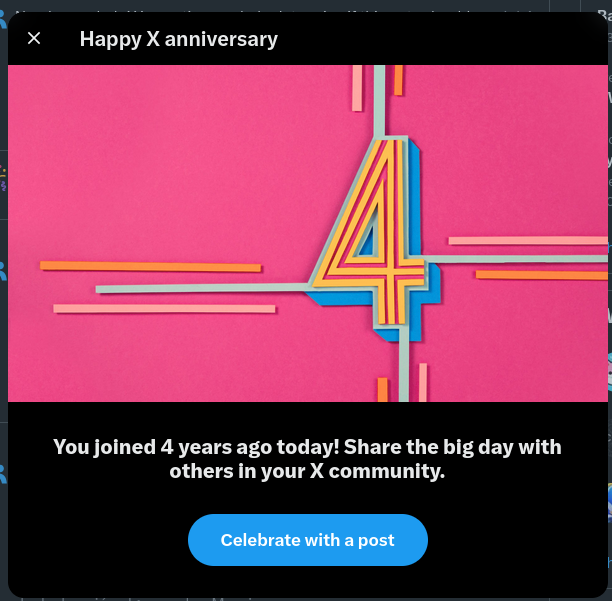 Happy X anniversary
4
You joined 4 years ago today! Share the big day with
others in your X community.
Celebrate with a post